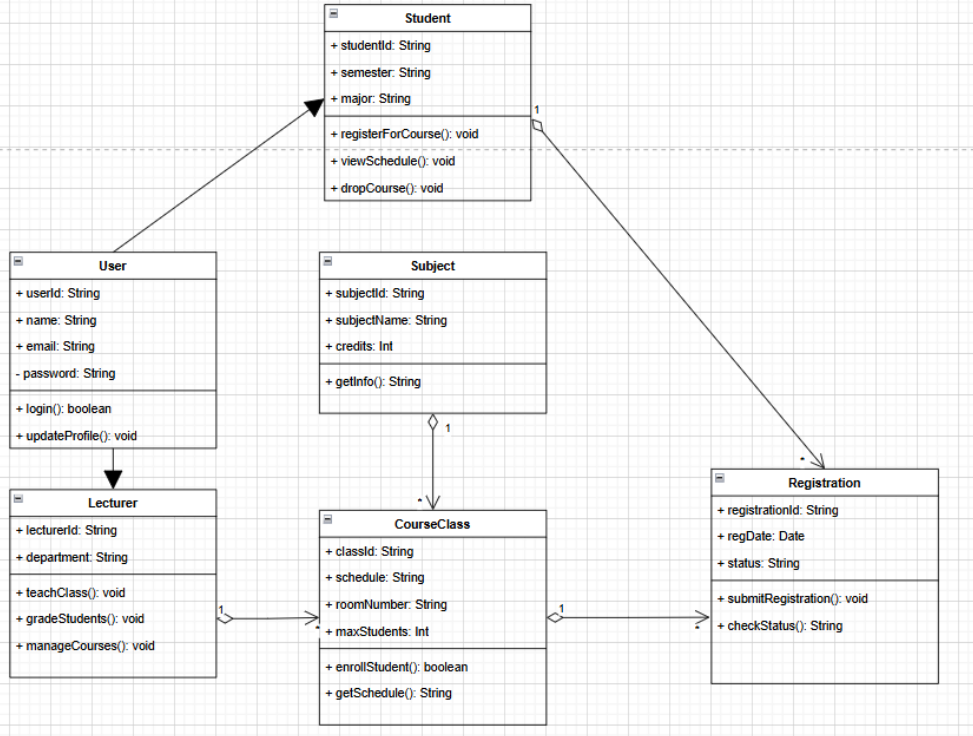 Student
+ studentId: String
+ semester: String
+ major: String
+ registerForCourse(): void
+ viewSchedule(): void
+ dropCourse(): void
1
User
+ userId: String
+ name: String
+ email: String
- password: String
+ login(): boolean
+ updateProfile(): void
Subject
+ subjectId: String
+ subjectName: String
+ credits: Int
+ getInfo(): String
1
*
Lecturer
+ lecturerId: String
+ department: String
+ teachClass(): void
+ gradeStudents(): void
+ manageCourses(): void
1
*
CourseClass
+ classId: String
+ schedule: String
+ roomNumber: String
+ maxStudents: Int
+ enrollStudent(): boolean
+ getSchedule(): String
1
*
*
Registration
+ registrationId: String
+ regDate: Date
+ status: String
+ submitRegistration(): void
+ checkStatus(): String